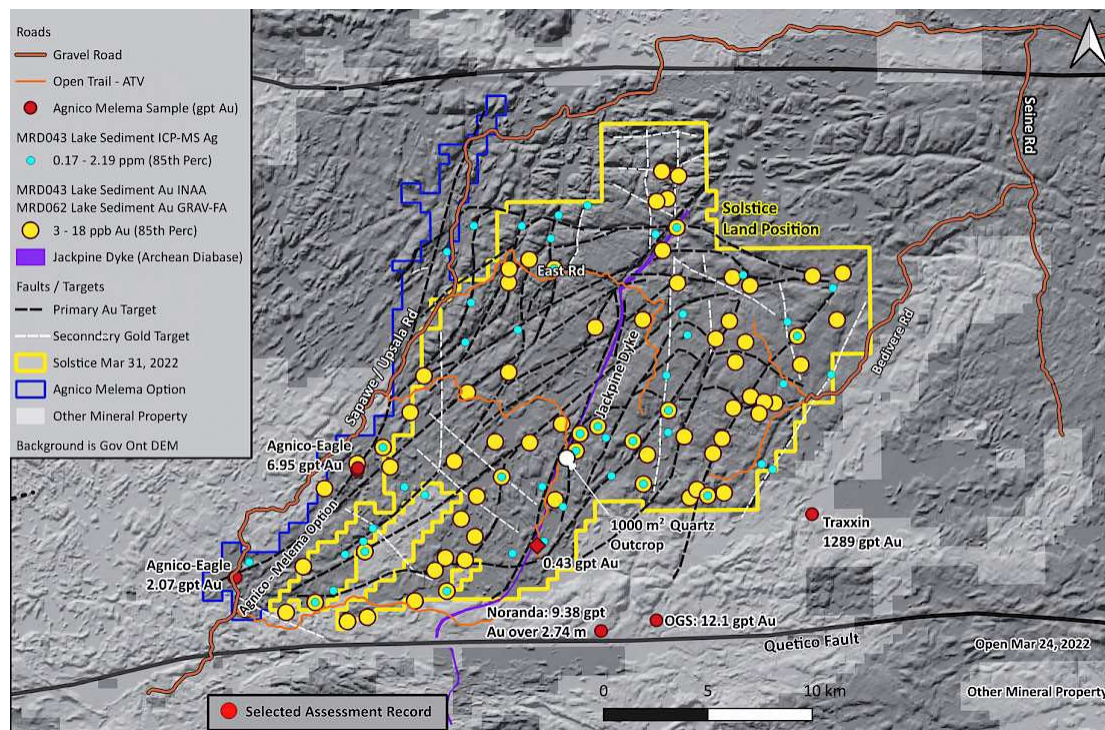 Roads
Gravel Road
Open Trail - ATV
Agnico Melema Sample (gpt Au)
MRD043 Lake Sediment ICP-MS Ag
0.17 - 2.19 ppm (85th Perc)
MRD043 Lake Sediment Au INAA
MRD062 Lake Sediment Au GRAV-FA
3 - 18 ppb Au (85th Perc)
Jackpine Dyke (Archean Diabase)
Faults / Targets
Primary Au Target
Seconndary Gold Target
Solstice Mar 31, 2022
Agnico Melema Option
Other Mineral Property
Background is Gov Ont DEM
Seine Rd
Solstice
Land Position
East Rd
Sapawe / Upsala Rd
Jackpine Dyke
Bedivere Rd
Agnico-Eagle
6.95 gpt Au
1000 m² Quartz
Outcrop
Traxxin
1289 gpt Au
Agnico - Melema Option
Agnico-Eagle
2.07 gpt Au
0.43 gpt Au
Noranda: 9.38 gpt
Au over 2.74 m
OGS: 12.1 gpt Au
Quetico Fault
Open Mar 24, 2022
Other Mineral Property
0 5 10 km
Selected Assessment Record